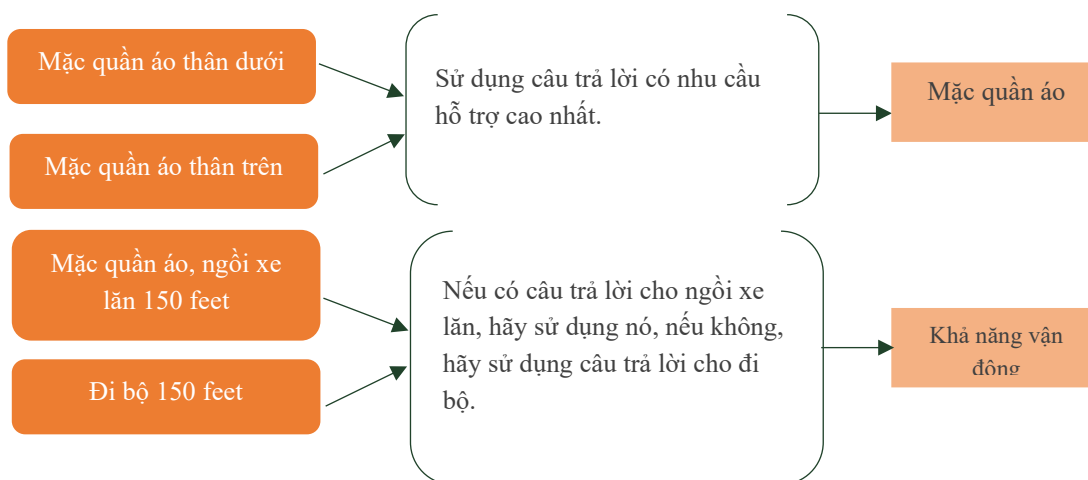 Mặc quần áo thân dưới
Mặc quần áo thân trên
Sử dụng câu trả lời có nhu cầu
hỗ trợ cao nhất.
Mặc quần áo
Mặc quần áo, ngồi xe
lăn 150 feet
Đi bộ 150 feet
Nếu có câu trả lời cho ngồi xe
lăn, hãy sử dụng nó, nếu không,
hãy sử dụng câu trả lời cho đi
bộ.
Khả năng vận
động